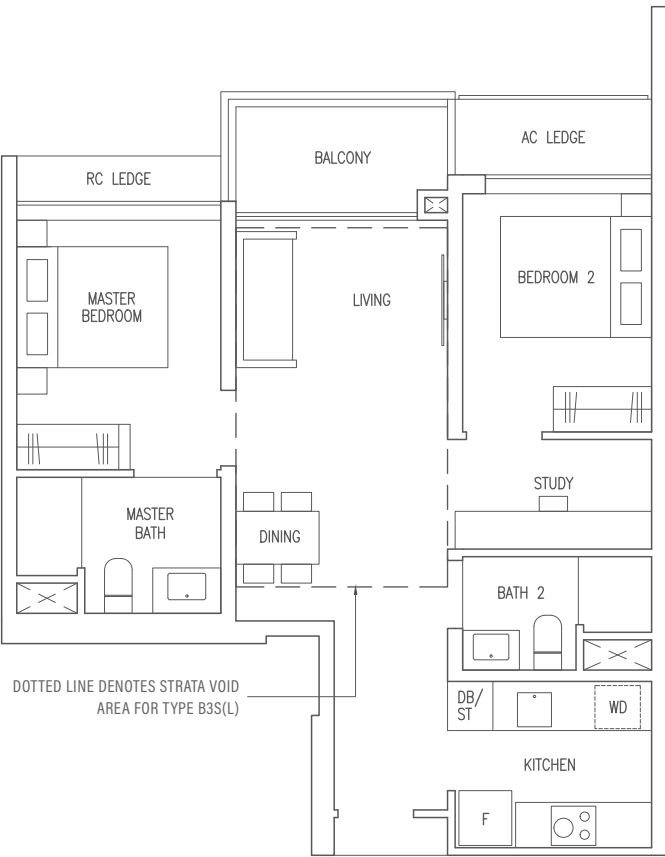 AC LEDGE
BALCONY
RC LEDGE
BEDROOM 2
MASTER
BEDROOM
LIVING
STUDY
MASTER
BATH
DINING
BATH 2
DOTTED LINE DENOTES STRATA VOID
AREA FOR TYPE B3S(L)
DB/
ST
WD
KITCHEN
F